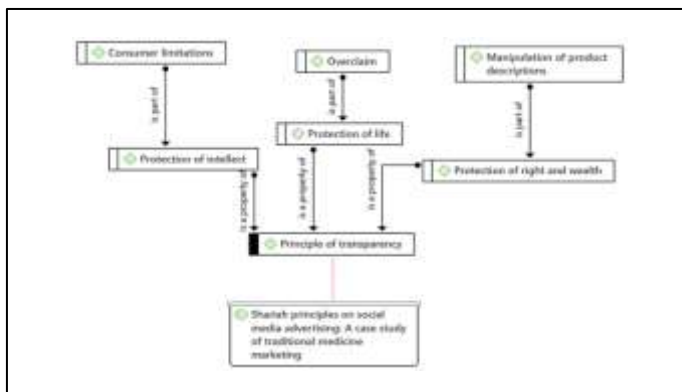 Consumer limitations
Overclaim
Manipulation of product
descriptions
is part of
is part of
is part of
Protection of intellect
Protection of life
Protection of right and wealth
is a property of
is a property of
is a property of
Principle of transparency
Shariah principles on social
media advertising: A case study
of traditional medicine
marketing